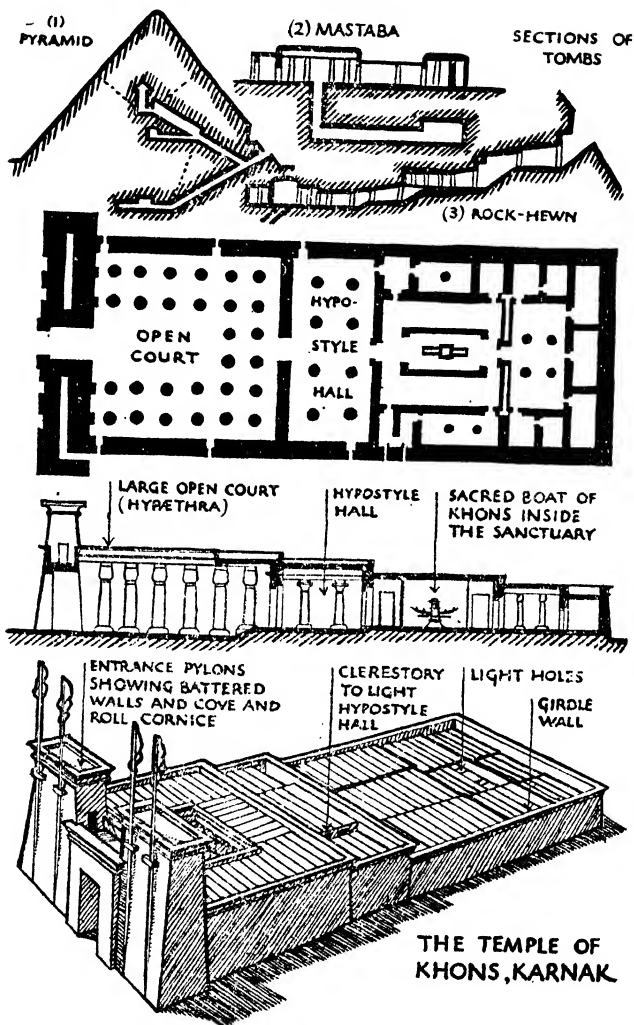 (1)
PYRAMID
(2) MASTABA
SECTIONS OF
TOMBS
(3) ROCK-HEWN
OPEN
COURT
HYPO-
STYLE
HALL
LARGE OPEN COURT
(HYPÆTHRA)
HYPOSTYLE
HALL
SACRED BOAT OF
KHONS INSIDE
THE SANCTUARY
ENTRANCE PYLONS
SHOWING BATTERED
WALLS AND COVE AND
ROLL CORNICE
CLERESTORY
TO LIGHT
HYPOSTYLE
HALL
LIGHT HOLES
GIRDLE
WALL
THE TEMPLE OF
KHONS, KARNAK